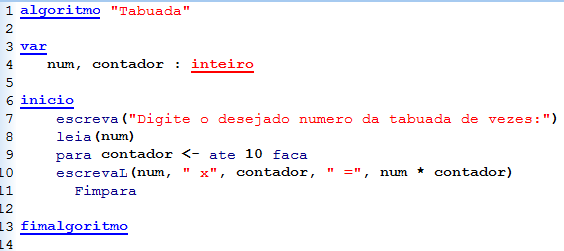 1 algoritmo "Tabuada"
2
3 var
4 num, contador : inteiro
5
6 inicio
7 escreva("Digite o desejado numero da tabuada de vezes:")
8 leia(num)
9 para contador <- ate 10 faca
10 escrevaL(num, " x", contador, " =", num * contador)
11 Fimpara
12
13 fimalgoritmo
14